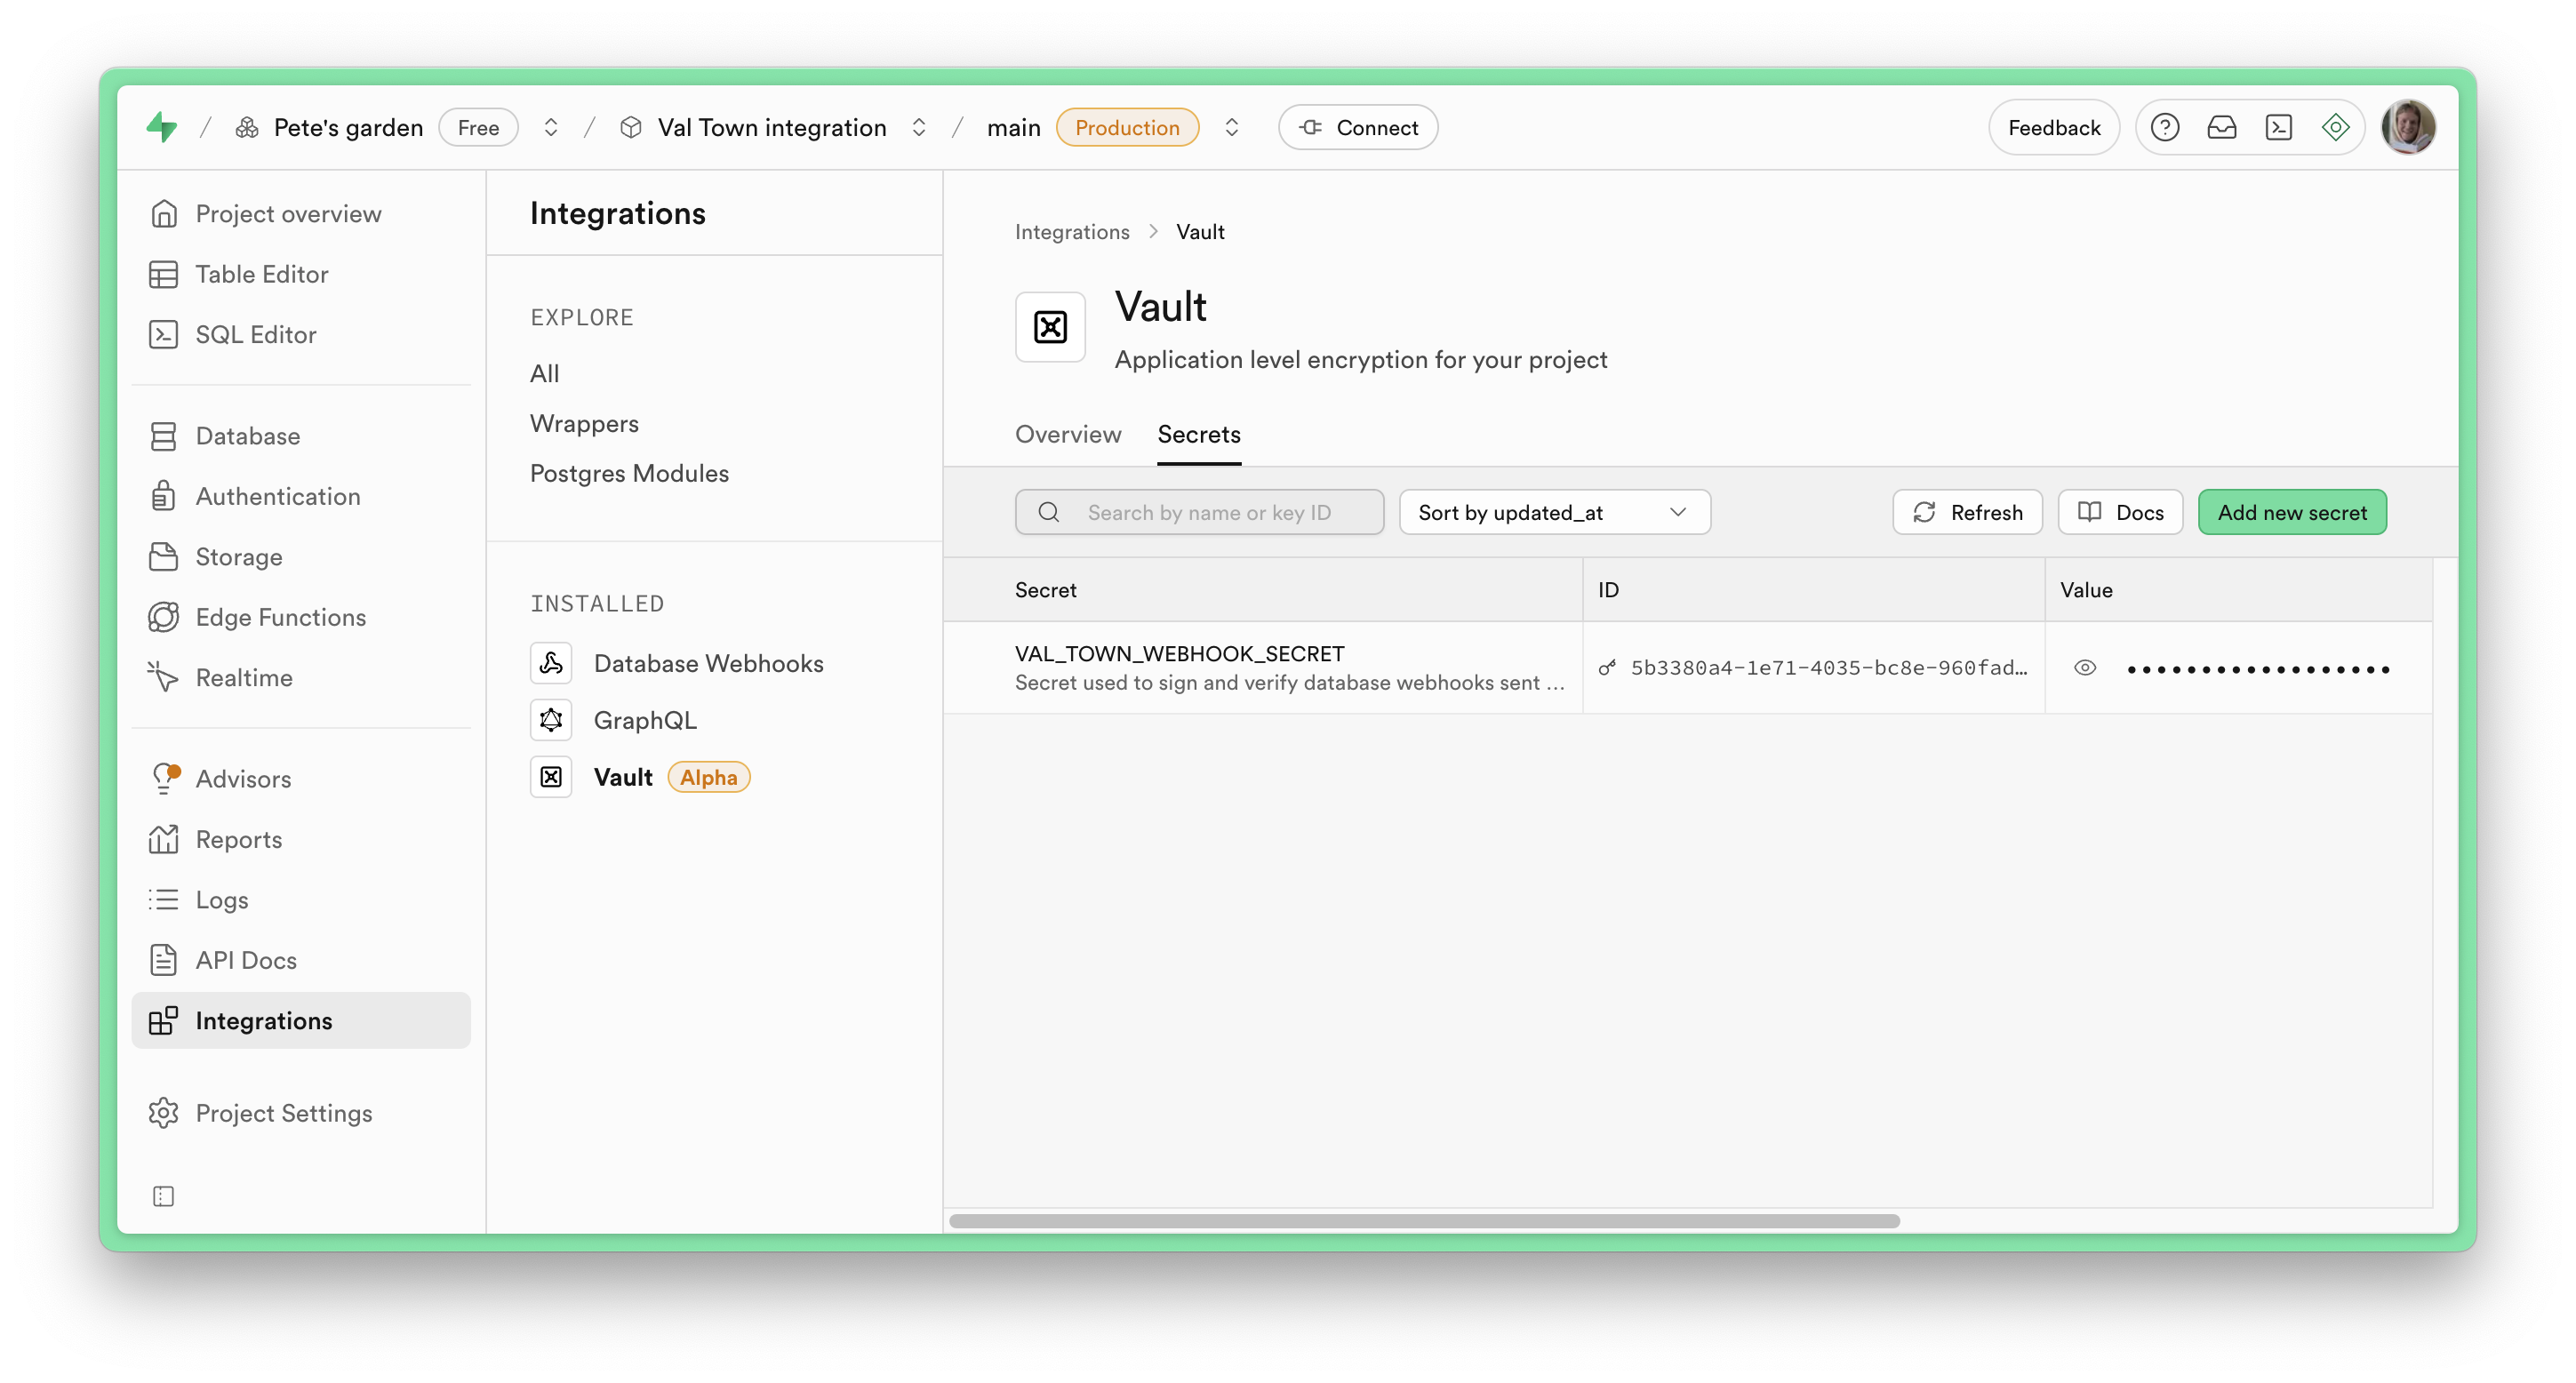 / Pete's garden Free / Val Town integration / main Production Connect Feedback
Project overview
Table Editor
SQL Editor
Database
Authentication
Storage
Edge Functions
Realtime
Advisors
Reports
Logs
API Docs
Integrations
Project Settings
Integrations
EXPLORE
All
Wrappers
Postgres Modules
INSTALLED
Database Webhooks
GraphQL
Vault Alpha
Integrations > Vault
Vault
Application level encryption for your project
Overview Secrets
Search by name or key ID Sort by updated_at Refresh Docs Add new secret
Secret ID Value
VAL_TOWN_WEBHOOK_SECRET
Secret used to sign and verify database webhooks sent …
5b3380a4-1e71-4035-bc8e-960fad… ••••••••••••••••••